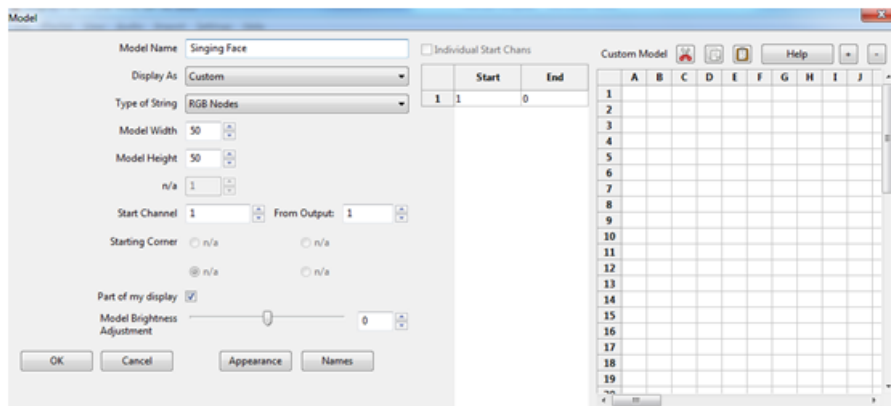 Model
Model Name Singing Face
Display As Custom
Type of String RGB Nodes
Model Width 50
Model Height 50
n/a 1
Start Channel 1 From Output: 1
Starting Corner n/a n/a
n/a n/a
Part of my display
Model Brightness Adjustment 0
OK Cancel Appearance Names
Individual Start Chans
Start End
1 1 0
Custom Model Help + -
A B C D E F G H I J
1
2
3
4
5
6
7
8
9
10
11
12
13
14
15
16
17
18
19